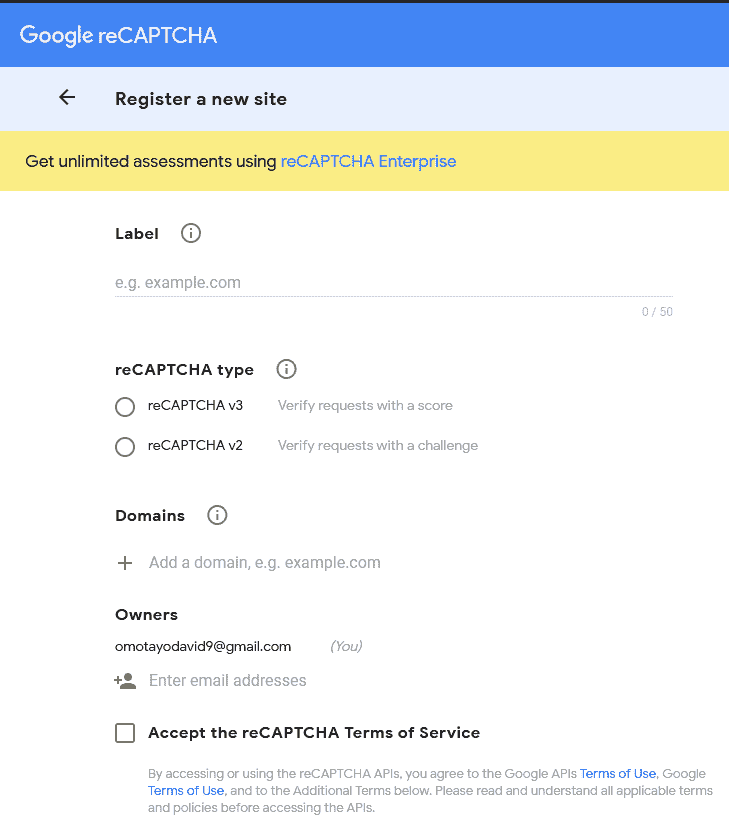 Google reCAPTCHA
Register a new site
Get unlimited assessments using reCAPTCHA Enterprise
Label
e.g. example.com
0 / 50
reCAPTCHA type
reCAPTCHA v3 Verify requests with a score
reCAPTCHA v2 Verify requests with a challenge
Domains
Add a domain, e.g. example.com
Owners
omotayodavid9@gmail.com (You)
Enter email addresses
Accept the reCAPTCHA Terms of Service
By accessing or using the reCAPTCHA APIs, you agree to the Google APIs Terms of Use, Google
Terms of Use, and to the Additional Terms below. Please read and understand all applicable terms
and policies before accessing the APIs.